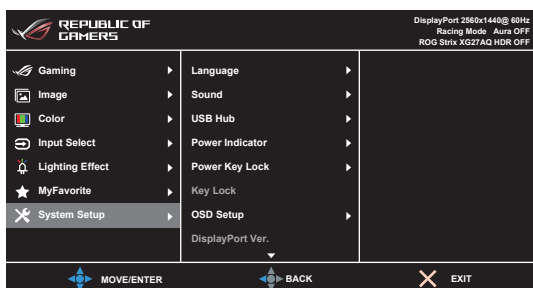 REPUBLIC OF
GAMERS
DisplayPort 2560x1440@ 60Hz
Racing Mode Aura OFF
ROG Strix XG27AQ HDR OFF
Gaming
Image
Color
Input Select
Lighting Effect
MyFavorite
System Setup
Language
Sound
USB Hub
Power Indicator
Power Key Lock
Key Lock
OSD Setup
DisplayPort Ver.
MOVE/ENTER
BACK
EXIT